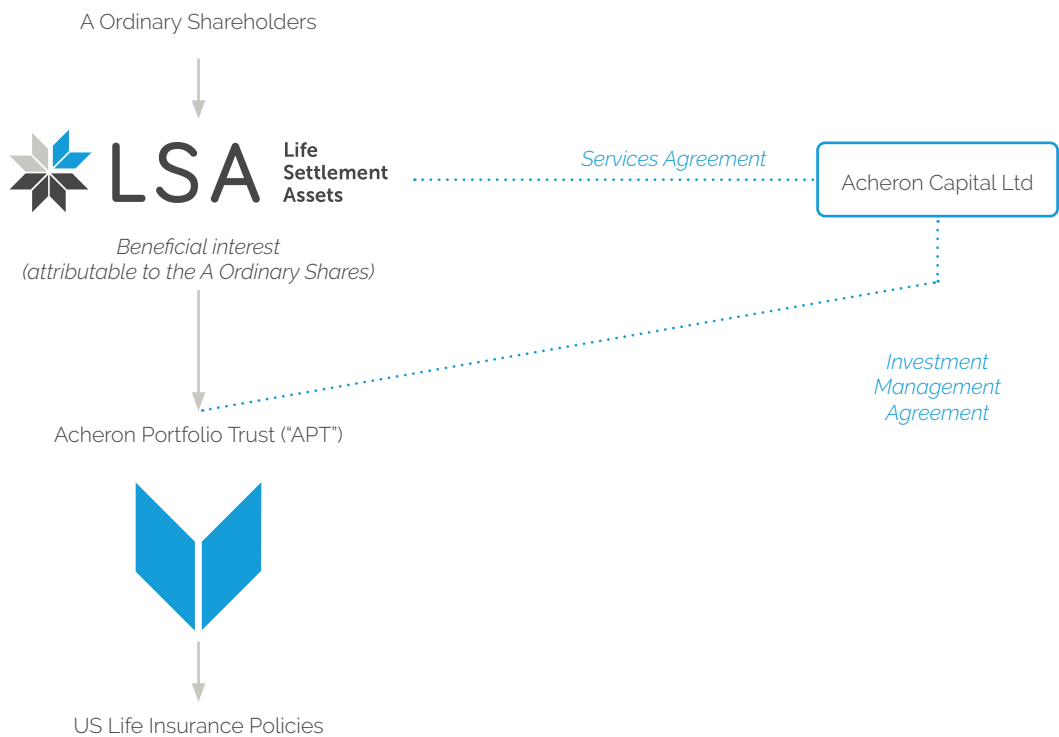 A Ordinary Shareholders
LSA
Life
Settlement
Assets
Services Agreement
Acheron Capital Ltd
Beneficial interest
(attributable to the A Ordinary Shares)
Investment
Management
Agreement
Acheron Portfolio Trust (“APT”)
US Life Insurance Policies